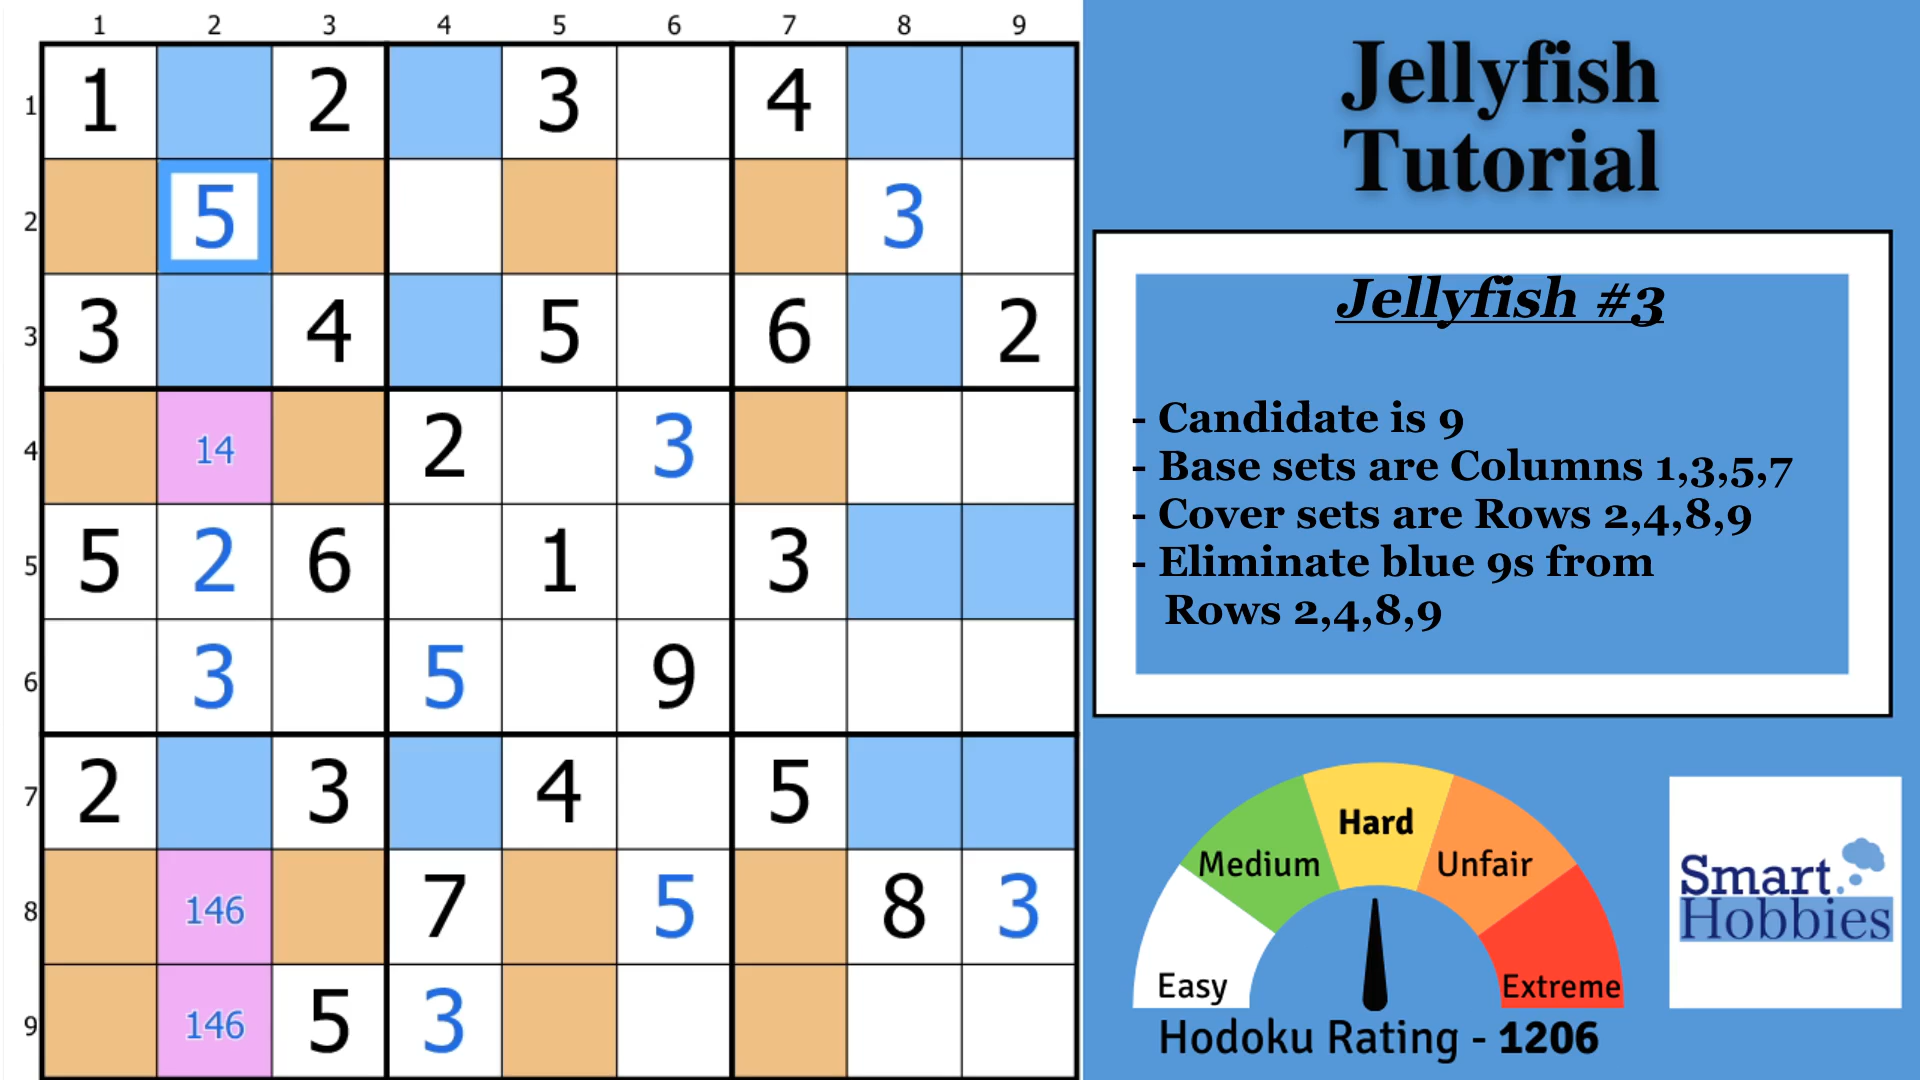 1 2 3 4 5 6 7 8 9
1 1 2 3 4
2 5 3
3 3 4 5 6 2
4 14 2 3
5 5 2 6 1 3
6 3 5 9
7 2 3 4 5
8 146 7 5 8 3
9 146 5 3
Jellyfish
Tutorial
Jellyfish #3
- Candidate is 9
- Base sets are Columns 1,3,5,7
- Cover sets are Rows 2,4,8,9
- Eliminate blue 9s from
Rows 2,4,8,9
Easy
Medium
Hard
Unfair
Extreme
Hodoku Rating - 1206
Smart
Hobbies